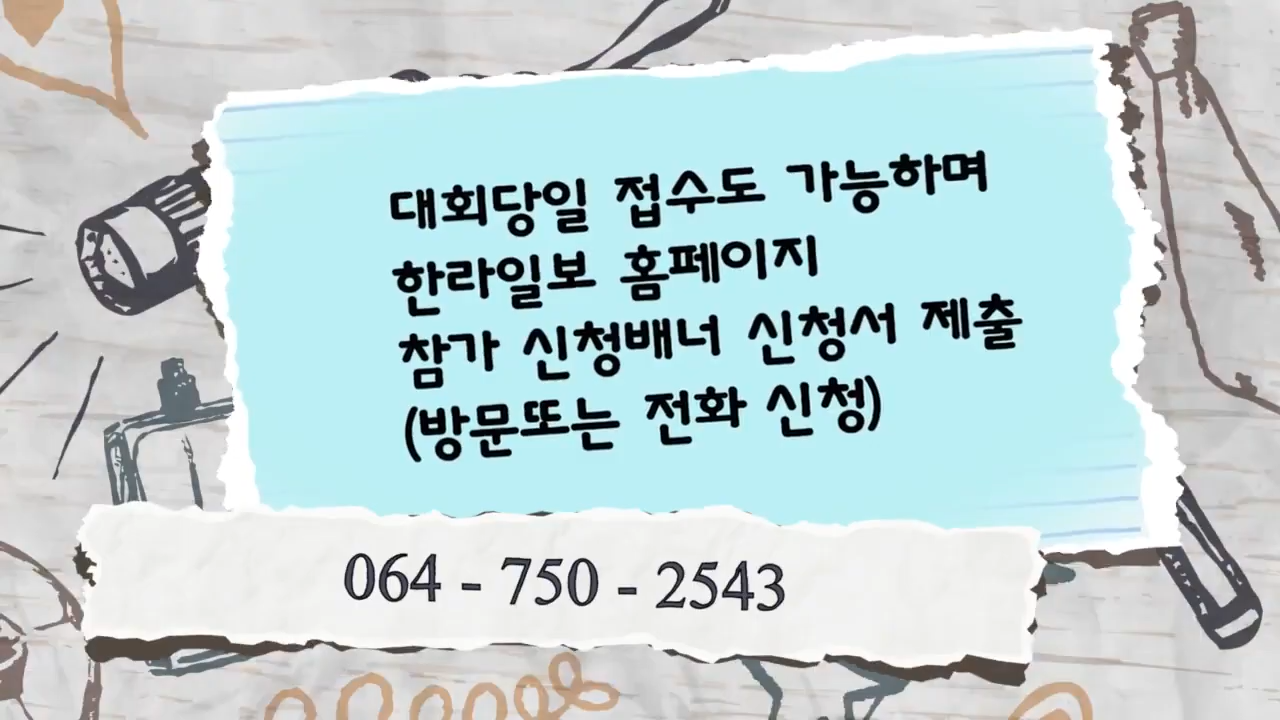 대회당일 접수도 가능하며
한라일보 홈페이지
참가 신청배너 신청서 제출
(방문또는 전화 신청)
064 - 750 - 2543